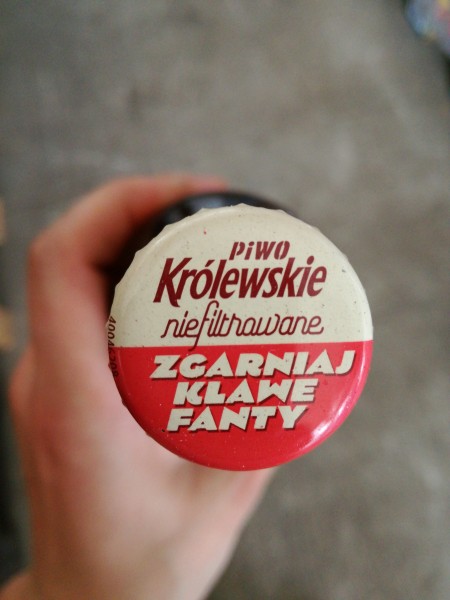 PiWO
Królewskie
niefiltrowane
ZGARNIAJ
KLAWE
FANTY